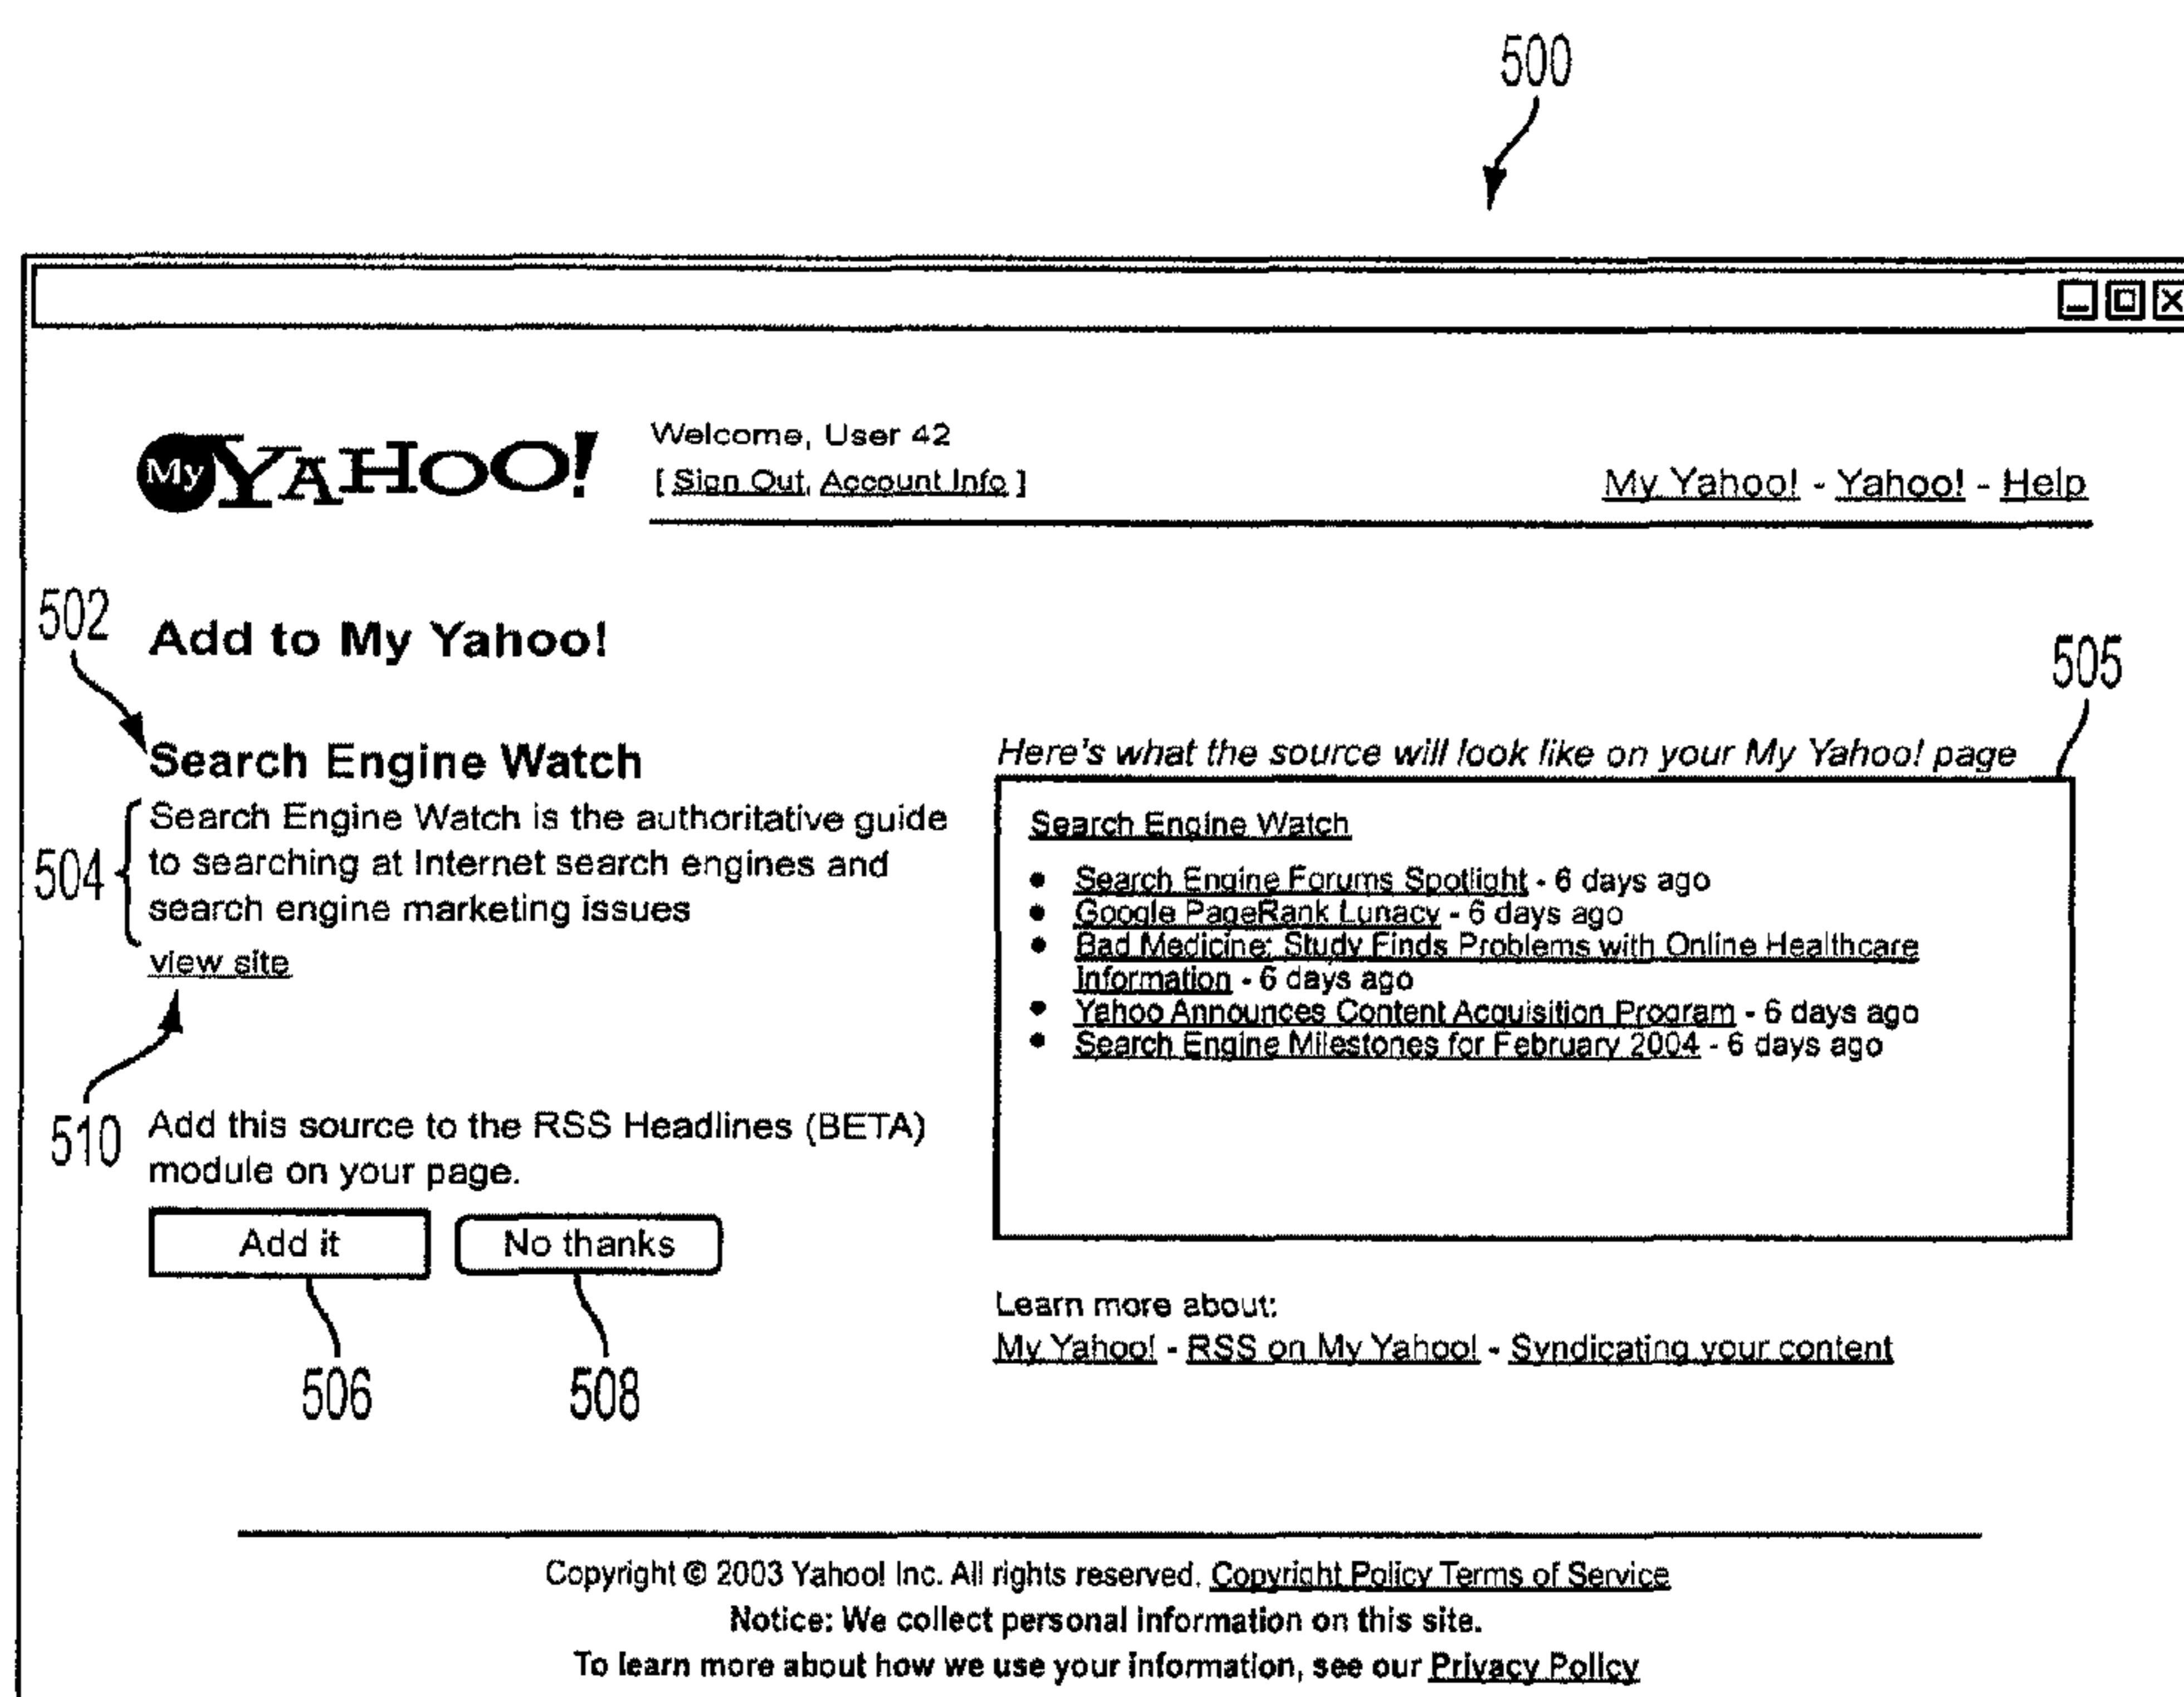 500
My YAHOO!
Welcome, User 42
[ Sign Out, Account Info ]
My Yahoo! - Yahoo! - Help
502
Add to My Yahoo!
505
Search Engine Watch
504
Search Engine Watch is the authoritative guide
to searching at Internet search engines and
search engine marketing issues
view site
510
Add this source to the RSS Headlines (BETA)
module on your page.
Add it
No thanks
506
508
Here's what the source will look like on your My Yahoo! page
Search Engine Watch
• Search Engine Forums Spotlight - 6 days ago
• Google PageRank Lunacy - 6 days ago
• Bad Medicine: Study Finds Problems with Online Healthcare
Information - 6 days ago
• Yahoo Announces Content Acquisition Program - 6 days ago
• Search Engine Milestones for February 2004 - 6 days ago
Learn more about:
My Yahoo! - RSS on My Yahoo! - Syndicating your content
Copyright © 2003 Yahoo! Inc. All rights reserved. Copyright Policy Terms of Service
Notice: We collect personal information on this site.
To learn more about how we use your information, see our Privacy Policy